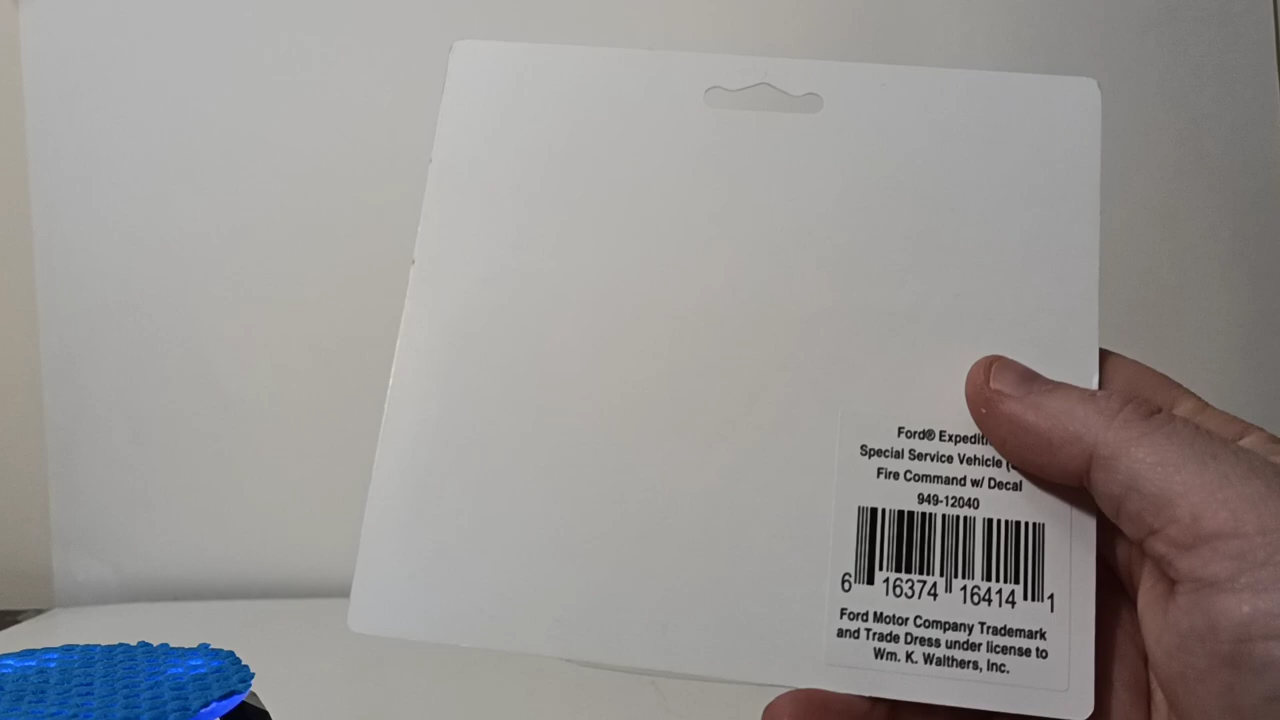 Ford® Expediti
Special Service Vehicle (
Fire Command w/ Decal
949-12040
6 16374 16414 1
Ford Motor Company Trademark
and Trade Dress under license to
Wm. K. Walthers, Inc.